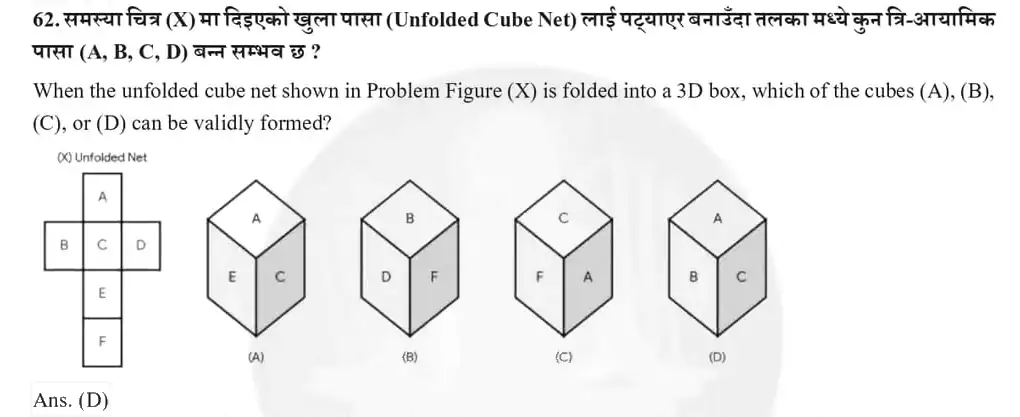 62. समस्या चित्र (X) मा दिइएको खुला पासा (Unfolded Cube Net) लाई पट्याएर बनाउँदा तलका मध्ये कुन त्रि-आयामिक
पासा (A, B, C, D) बन्न सम्भव छ ?
When the unfolded cube net shown in Problem Figure (X) is folded into a 3D box, which of the cubes (A), (B),
(C), or (D) can be validly formed?
(X) Unfolded Net
A
B C D
E
F
A
E C
(A)
B
D F
(B)
C
F A
(C)
A
B C
(D)
Ans. (D)